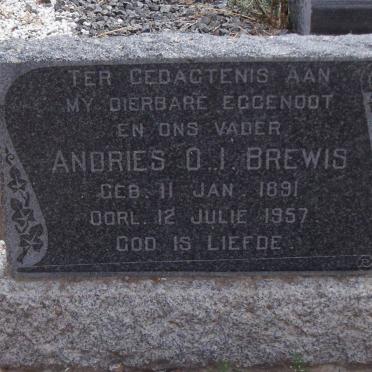 TER GEDAGTENIS AAN
MY DIERBARE EGGENOOT
EN ONS VADER
ANDRIES O. I. BREWIS
GEB. 11 JAN. 1891
OORL. 12 JULIE 1957.
GOD IS LIEFDE.